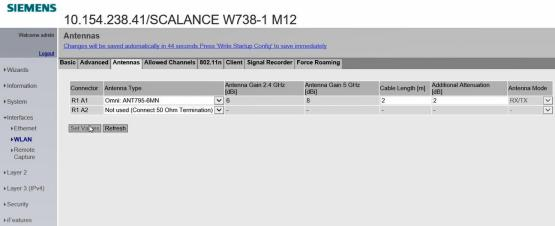 SIEMENS
10.154.238.41/SCALANCE W738-1 M12
Welcome admin
Logout
Antennas
Changes will be saved automatically in 44 seconds.Press 'Write Startup Config' to save immediately
Basic Advanced Antennas Allowed Channels 802.11n Client Signal Recorder Force Roaming
▸Wizards
▸Information
▸System
▾Interfaces
▸Ethernet
▸WLAN
▸Remote
Capture
▸Layer 2
▸Layer 3 (IPv4)
▸Security
▸iFeatures
Connector Antenna Type Antenna Gain 2.4 GHz [dBi] Antenna Gain 5 GHz [dBi] Cable Length [m] Additional Attenuation [dB] Antenna Mode
R1 A1 Omni: ANT795-6MN 6 8 2 2 RX/TX
R1 A2 Not used (Connect 50 Ohm Termination) - - - - -
Set Values Refresh